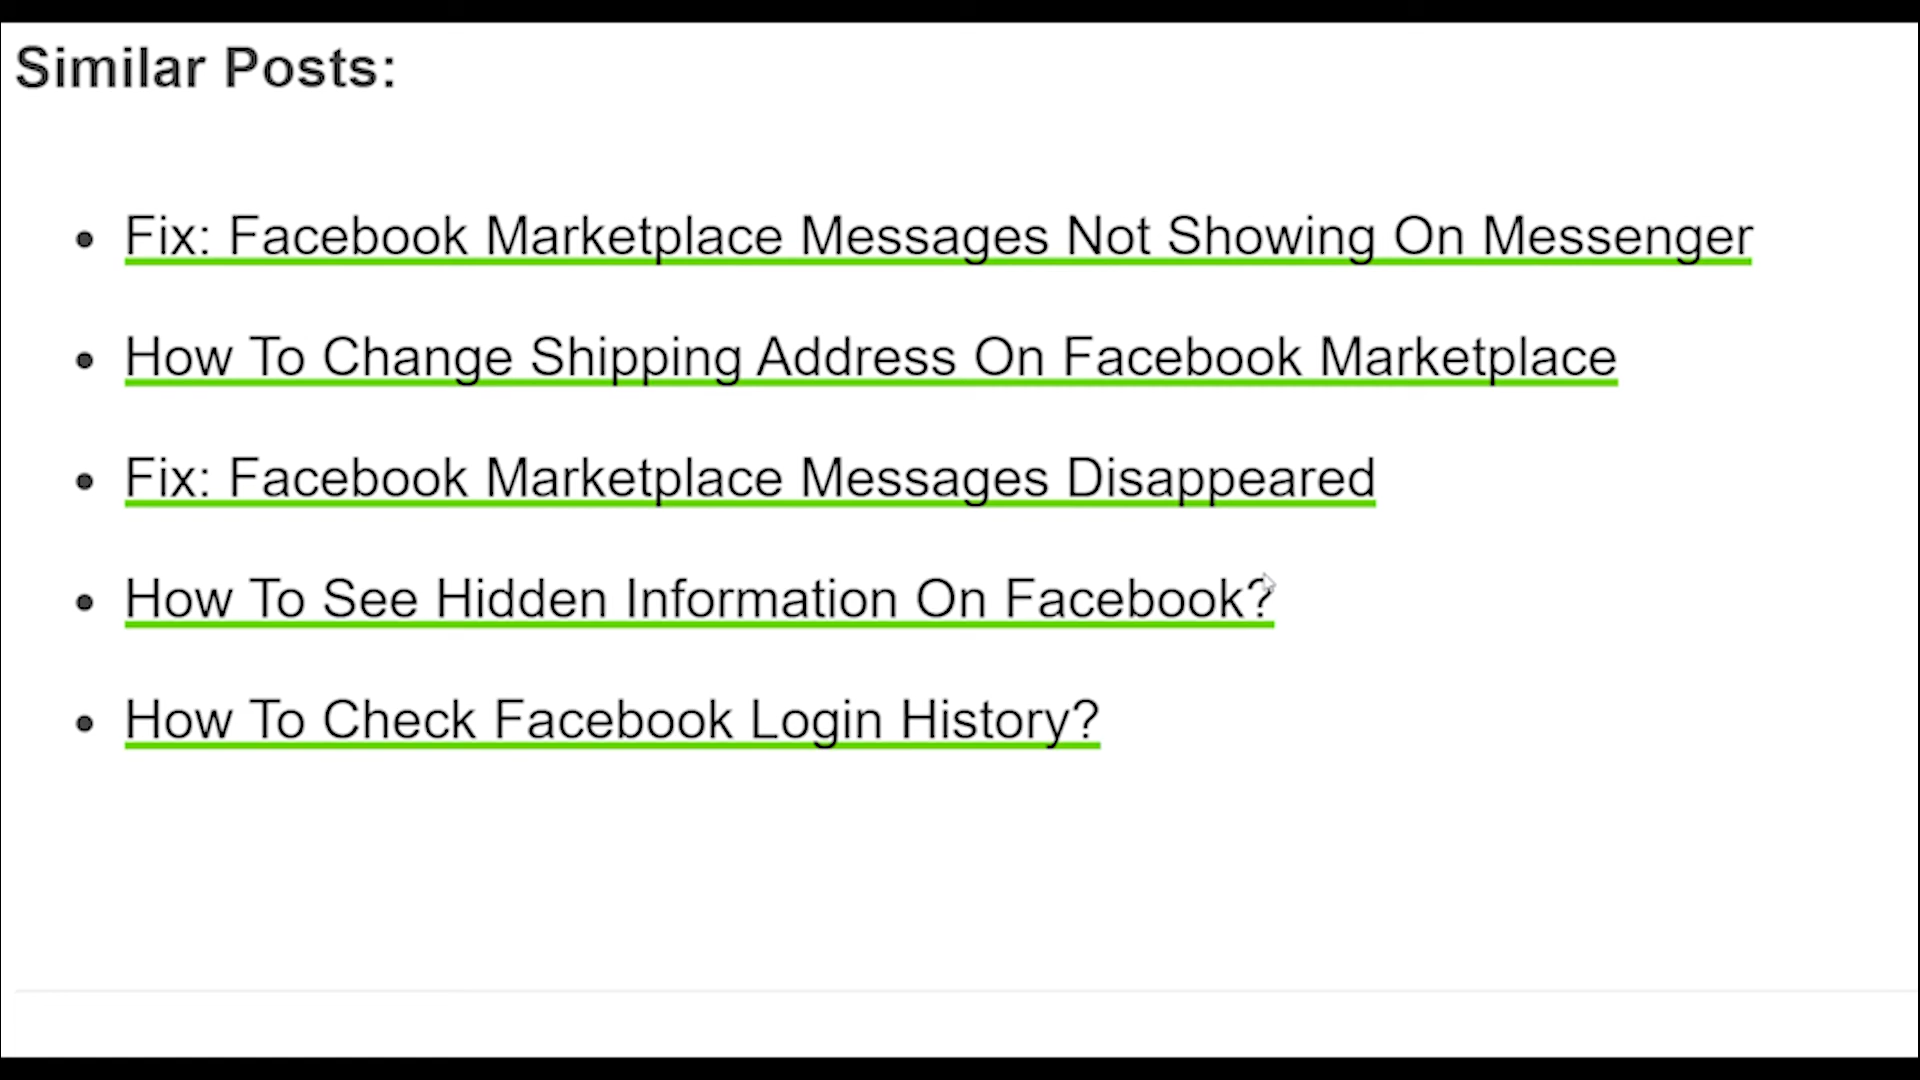 Similar Posts:
Fix: Facebook Marketplace Messages Not Showing On Messenger
How To Change Shipping Address On Facebook Marketplace
Fix: Facebook Marketplace Messages Disappeared
How To See Hidden Information On Facebook?
How To Check Facebook Login History?